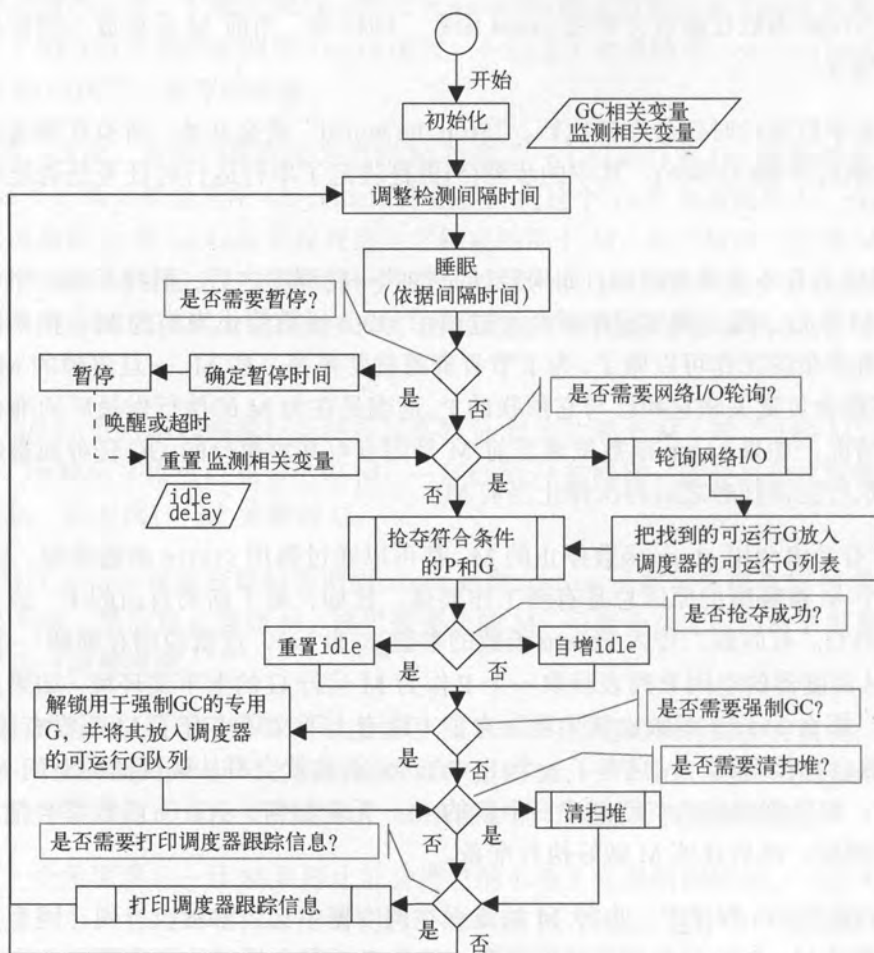 开始
初始化
GC相关变量
监测相关变量
调整检测间隔时间
睡眠
(依据间隔时间)
是否需要暂停?
暂停
确定暂停时间
是
否
是否需要网络I/O轮询?
唤醒或超时
重置监测相关变量
轮询网络I/O
是
否
idle
delay
抢夺符合条件
的P和G
把找到的可运行G放入
调度器的可运行G列表
是否抢夺成功?
重置idle
自增idle
是
否
解锁用于强制GC的专用
G，并将其放入调度器
的可运行G队列
是否需要强制GC?
是
否
是否需要清扫堆?
清扫堆
是
否
是否需要打印调度器跟踪信息?
打印调度器跟踪信息
是
否